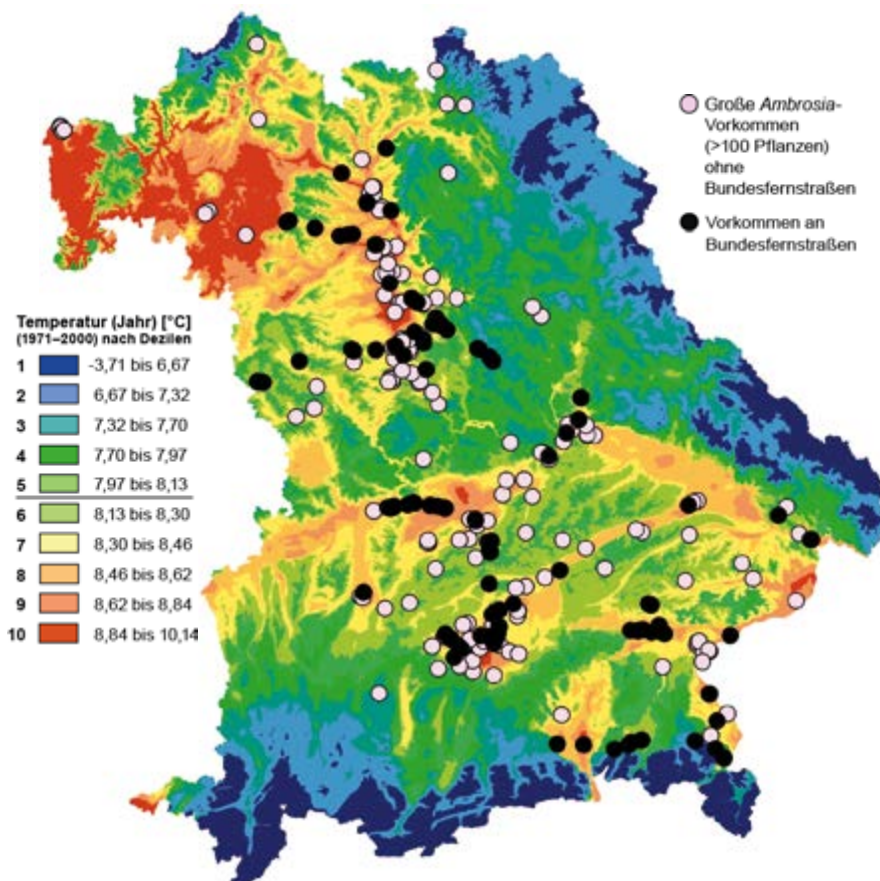 Große Ambrosia-
Vorkommen
(>100 Pflanzen)
ohne
Bundesfernstraßen
Vorkommen an
Bundesfernstraßen
Temperatur (Jahr) [°C]
(1971–2000) nach Dezilen
1 -3,71 bis 6,67
2 6,67 bis 7,32
3 7,32 bis 7,70
4 7,70 bis 7,97
5 7,97 bis 8,13
6 8,13 bis 8,30
7 8,30 bis 8,46
8 8,46 bis 8,62
9 8,62 bis 8,84
10 8,84 bis 10,14